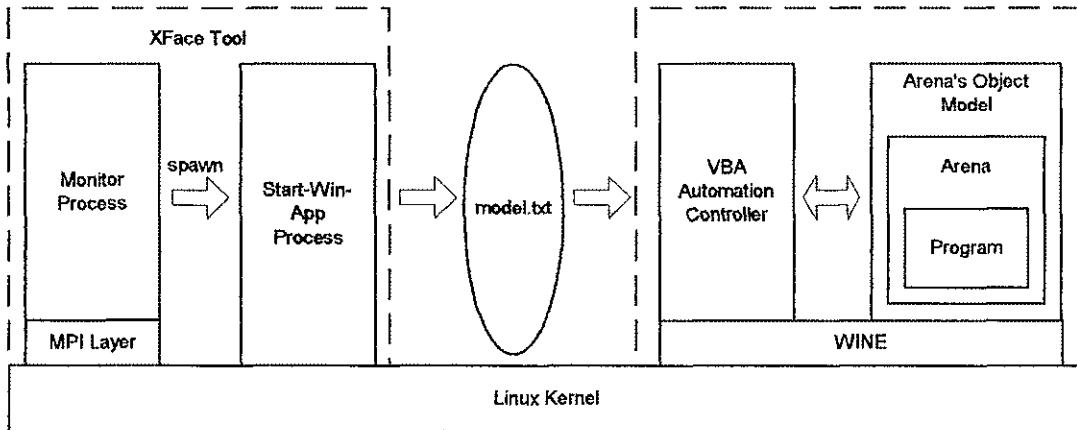 XFace Tool
Monitor
Process
spawn
Start-Win-
App
Process
MPI Layer
model.txt
VBA
Automation
Controller
Arena's Object
Model
Arena
Program
WINE
Linux Kernel